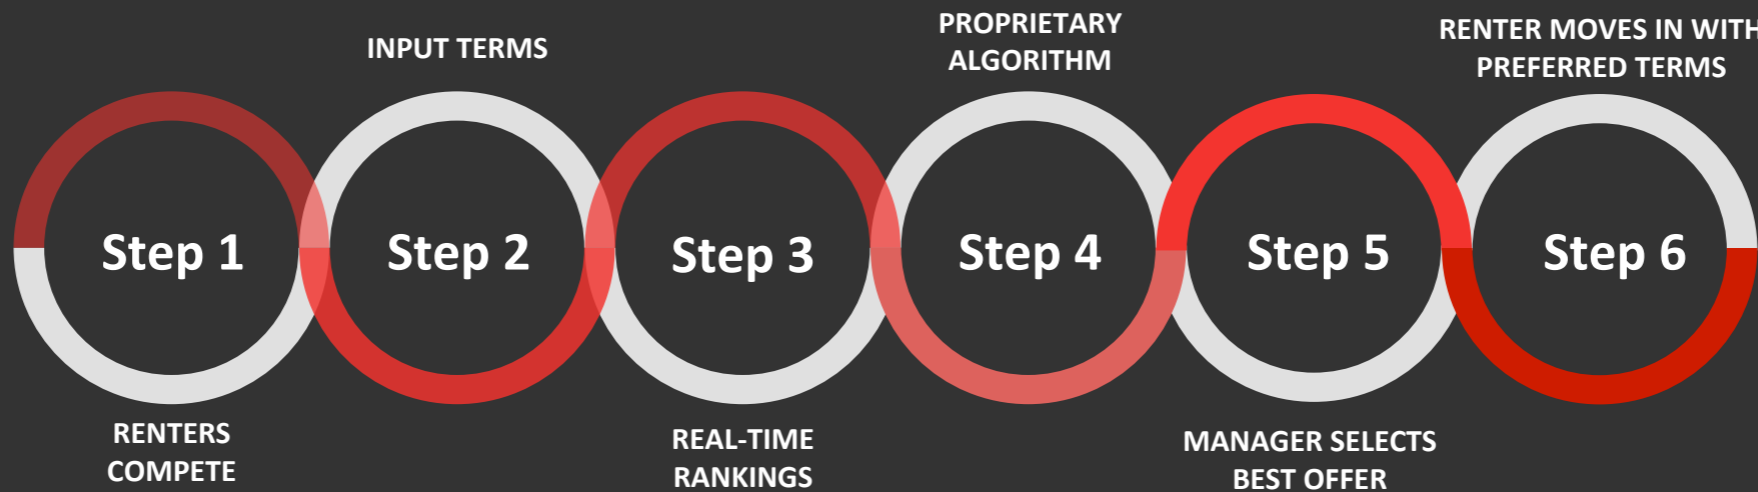 INPUT TERMS
PROPRIETARY
ALGORITHM
RENTER MOVES IN WITH
PREFERRED TERMS
Step 1
Step 2
Step 3
Step 4
Step 5
Step 6
RENTERS
COMPETE
REAL-TIME
RANKINGS
MANAGER SELECTS
BEST OFFER